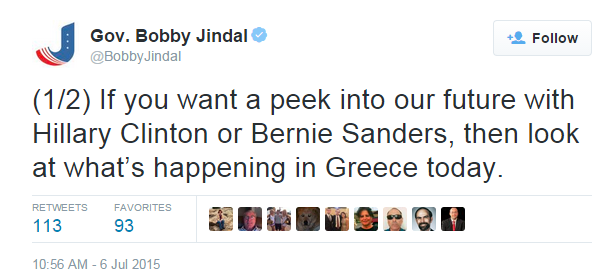 Gov. Bobby Jindal
@BobbyJindal
Follow
(1/2) If you want a peek into our future with
Hillary Clinton or Bernie Sanders, then look
at what's happening in Greece today.
RETWEETS FAVORITES
113 93
10:56 AM - 6 Jul 2015